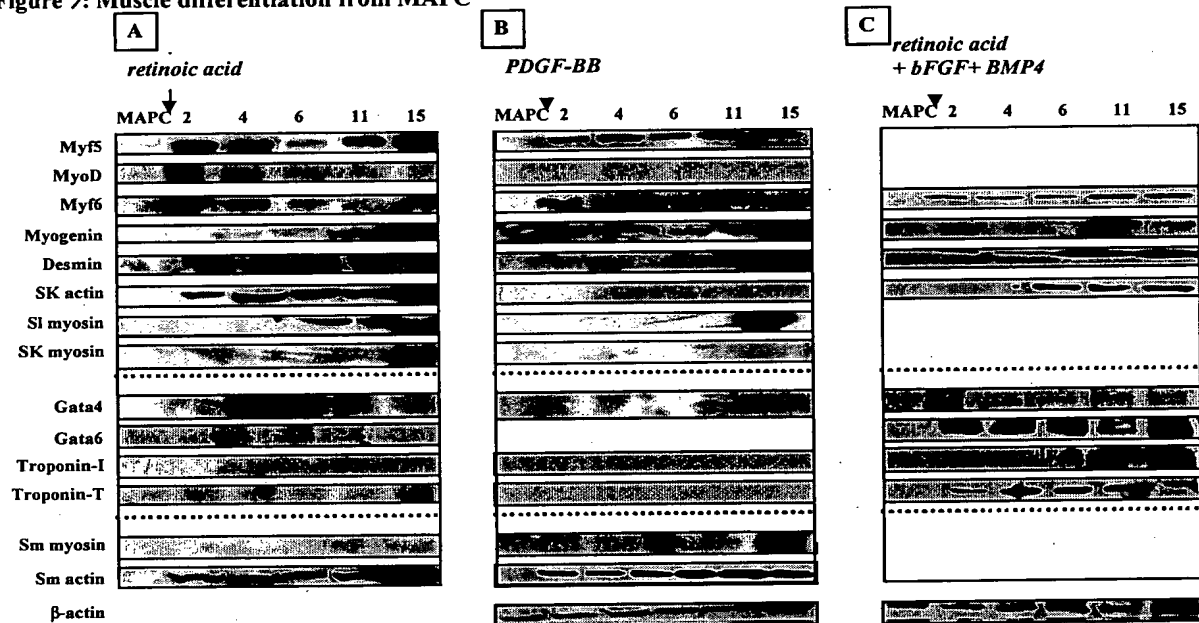 Figure 7: Muscle differentiation from MAPC
A
B
C
retinoic acid
PDGF-BB
retinoic acid
+ bFGF+ BMP4
MAPC 2 4 6 11 15
MAPC 2 4 6 11 15
MAPC 2 4 6 11 15
Myf5
MyoD
Myf6
Myogenin
Desmin
SK actin
Sl myosin
SK myosin
Gata4
Gata6
Troponin-I
Troponin-T
Sm myosin
Sm actin
β-actin